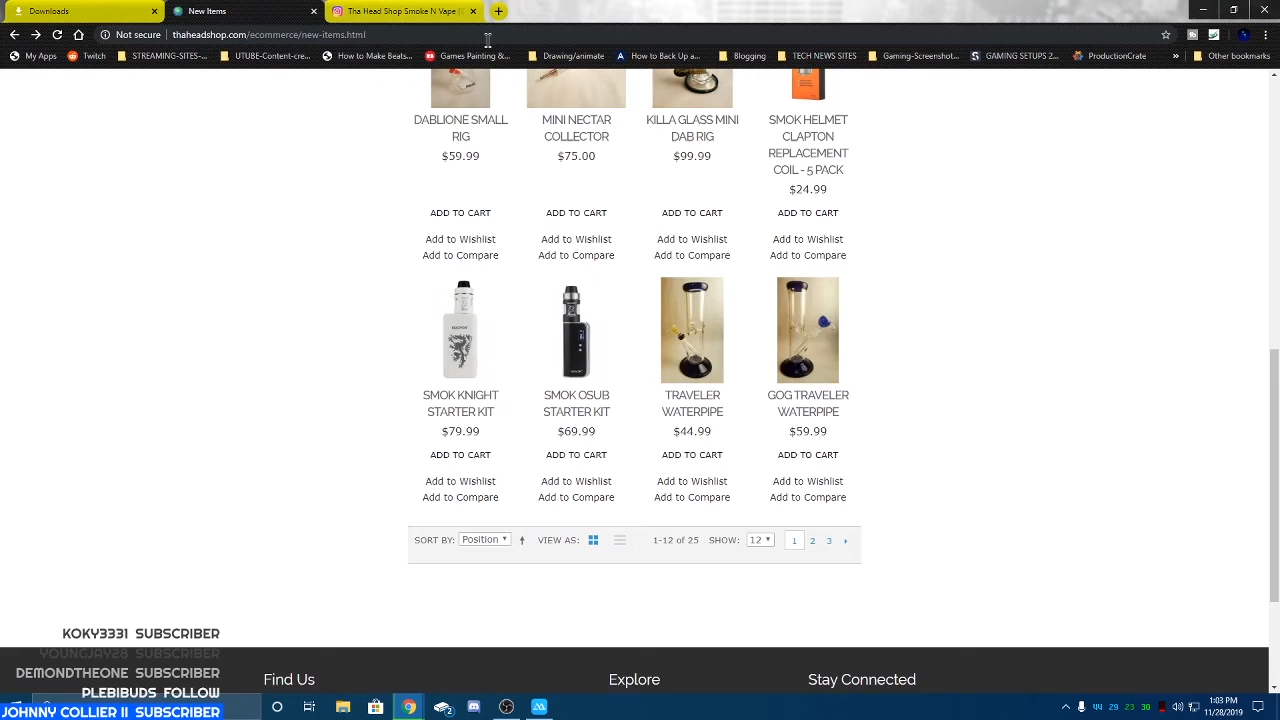 Downloads
New Items
Tha Head Shop Smoke N Vape
Not secure
thaheadshop.com/ecommerce/new-items.html
My Apps
Twitch
STREAMING-SITES-...
UTUBE-Content-cre...
How to Make Beats...
Games Painting &...
Drawing/animate
How to Back up a...
Blogging
TECH NEWS SITES
Gaming-Screenshot...
GAMING SETUPS 2...
ProductionCrate
»
Other bookmarks
DABLIONE SMALL
RIG
$59.99
MINI NECTAR
COLLECTOR
$75.00
KILLA GLASS MINI
DAB RIG
$99.99
SMOK HELMET
CLAPTON
REPLACEMENT
COIL - 5 PACK
$24.99
ADD TO CART
ADD TO CART
ADD TO CART
ADD TO CART
Add to Wishlist
Add to Wishlist
Add to Wishlist
Add to Wishlist
Add to Compare
Add to Compare
Add to Compare
Add to Compare
SMOK KNIGHT
STARTER KIT
$79.99
SMOK OSUB
STARTER KIT
$69.99
TRAVELER
WATERPIPE
$44.99
GOG TRAVELER
WATERPIPE
$59.99
ADD TO CART
ADD TO CART
ADD TO CART
ADD TO CART
Add to Wishlist
Add to Wishlist
Add to Wishlist
Add to Wishlist
Add to Compare
Add to Compare
Add to Compare
Add to Compare
SORT BY: Position
VIEW AS:
1-12 of 25
SHOW: 12
1 2 3
KOKY3331 SUBSCRIBER
YOUNGJAY28 SUBSCRIBER
DEMONDTHEONE SUBSCRIBER
PLEBIBUDS FOLLOW
JOHNNY COLLIER II SUBSCRIBER
Find Us
Explore
Stay Connected
44 29 23 30
1:03 PM
11/28/2019